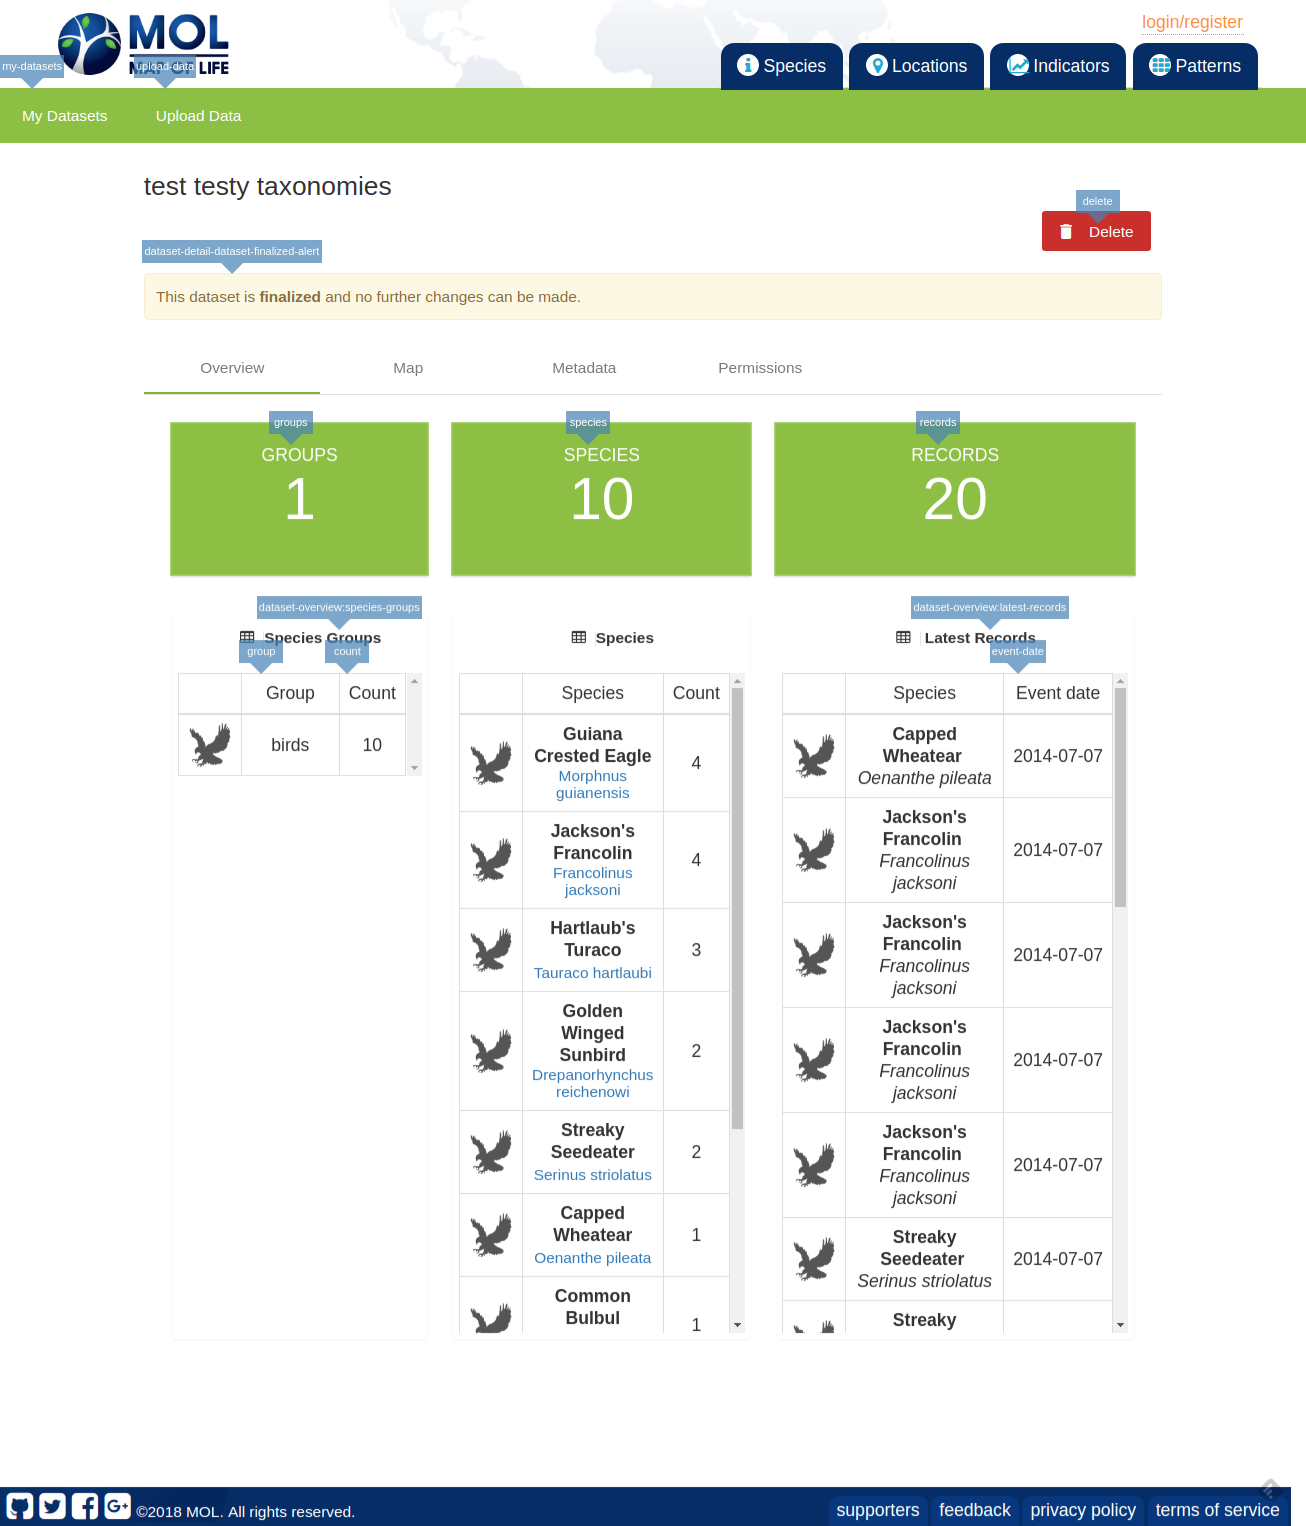 MOL
MAP OF LIFE
login/register
Species
Locations
Indicators
Patterns
my-datasets
upload-data
My Datasets
Upload Data
test testy taxonomies
delete
Delete
dataset-detail-dataset-finalized-alert
This dataset is finalized and no further changes can be made.
Overview
Map
Metadata
Permissions
groups
GROUPS
1
species
SPECIES
10
records
RECORDS
20
dataset-overview:species-groups
Species Groups
group
count
Group
Count
birds
10
Species
Species
Count
Guiana
Crested Eagle
Morphnus
guianensis
4
Jackson's
Francolin
Francolinus
jacksoni
4
Hartlaub's
Turaco
Tauraco hartlaubi
3
Golden
Winged
Sunbird
Drepanorhynchus
reichenowi
2
Streaky
Seedeater
Serinus striolatus
2
Capped
Wheatear
Oenanthe pileata
1
Common
Bulbul
1
dataset-overview:latest-records
Latest Records
event-date
Species
Event date
Capped
Wheatear
Oenanthe pileata
2014-07-07
Jackson's
Francolin
Francolinus
jacksoni
2014-07-07
Jackson's
Francolin
Francolinus
jacksoni
2014-07-07
Jackson's
Francolin
Francolinus
jacksoni
2014-07-07
Jackson's
Francolin
Francolinus
jacksoni
2014-07-07
Streaky
Seedeater
Serinus striolatus
2014-07-07
Streaky
©2018 MOL. All rights reserved.
supporters
feedback
privacy policy
terms of service